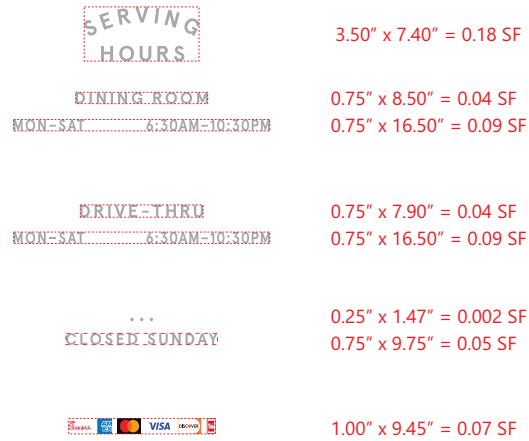 SERVING
HOURS
3.50" x 7.40" = 0.18 SF
DINING ROOM
0.75" x 8.50" = 0.04 SF
MON-SAT 6:30AM-10:30PM
0.75" x 16.50" = 0.09 SF
DRIVE-THRU
0.75" x 7.90" = 0.04 SF
MON-SAT 6:30AM-10:30PM
0.75" x 16.50" = 0.09 SF
•••
0.25" x 1.47" = 0.002 SF
CLOSED SUNDAY
0.75" x 9.75" = 0.05 SF
VISA DISCOVER
1.00" x 9.45" = 0.07 SF